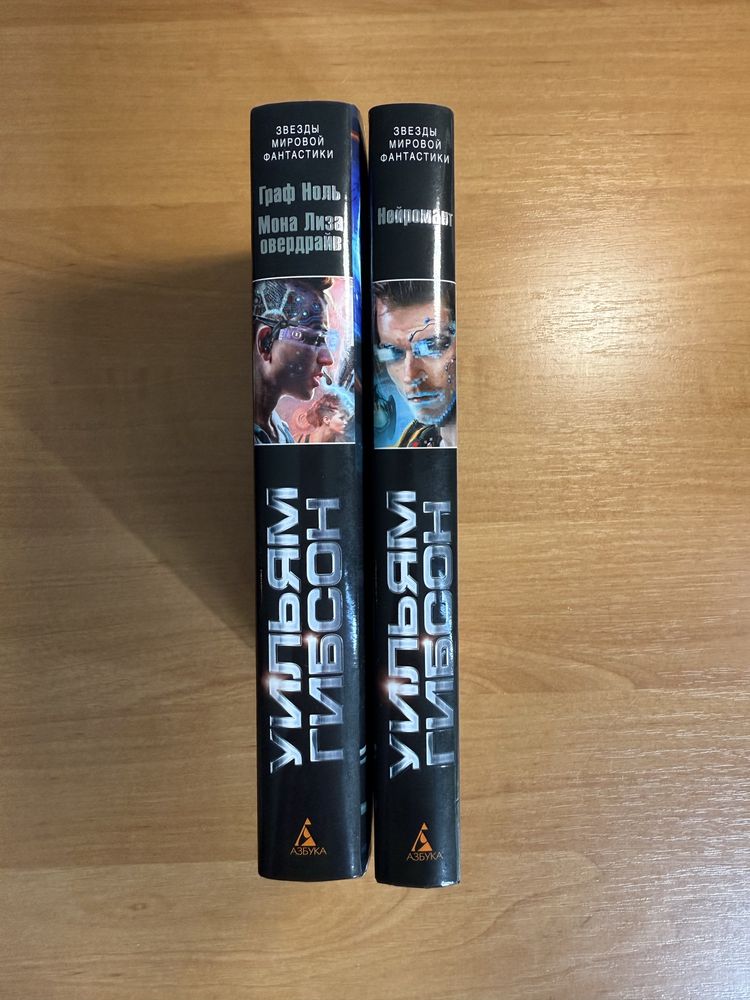 ЗВЕЗДЫ
МИРОВОЙ
ФАНТАСТИКИ
Граф Ноль
Мона Лиза
овердрайв
УИЛЬЯМ
ГИБСОН
АЗБУКА
ЗВЕЗДЫ
МИРОВОЙ
ФАНТАСТИКИ
Нейромант
УИЛЬЯМ
ГИБСОН
АЗБУКА